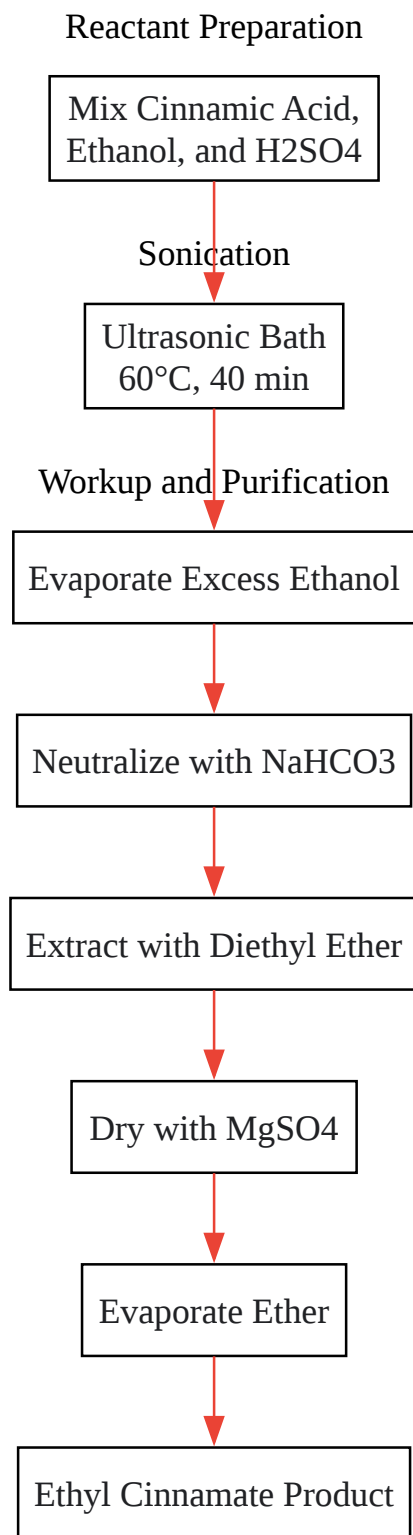 Reactant Preparation
Mix Cinnamic Acid,
Ethanol, and H2SO4
Sonication
Ultrasonic Bath
60°C, 40 min
Workup and Purification
Evaporate Excess Ethanol
Neutralize with NaHCO3
Extract with Diethyl Ether
Dry with MgSO4
Evaporate Ether
Ethyl Cinnamate Product